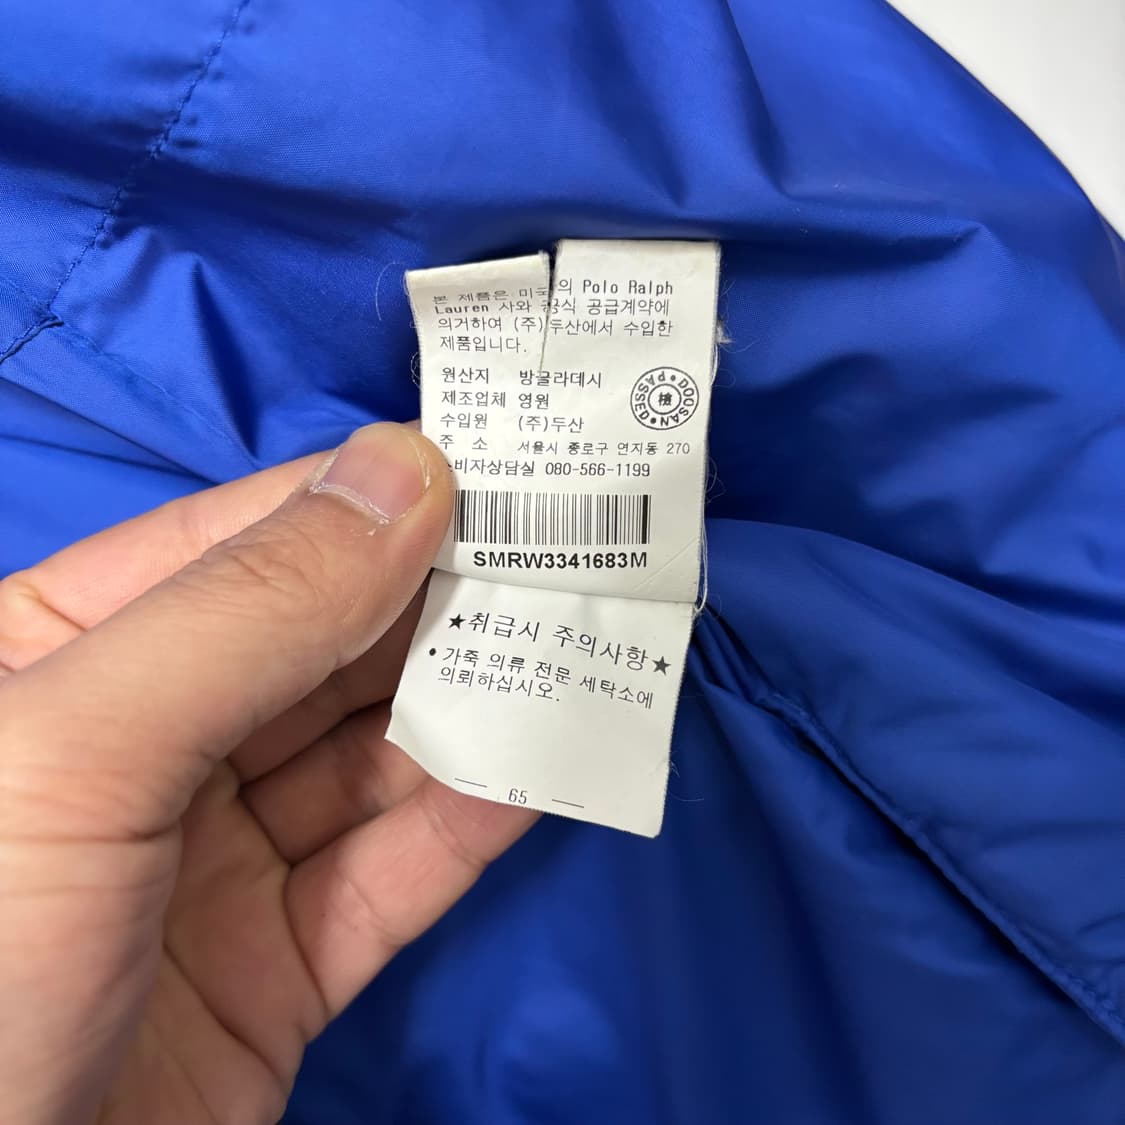 본 제품은 미국의 Polo Ralph
Lauren 사와 공식 공급계약에
의거하여 (주)두산에서 수입한
제품입니다.
원산지 방글라데시
제조업체 영원
수입원 (주)두산
주 소 서울시 종로구 연지동 270
비자상담실 080-566-1199
DOOSAN PASSED
檢
SMRW3341683M
★취급시 주의사항★
• 가죽 의류 전문 세탁소에
의뢰하십시오.
— 65 —